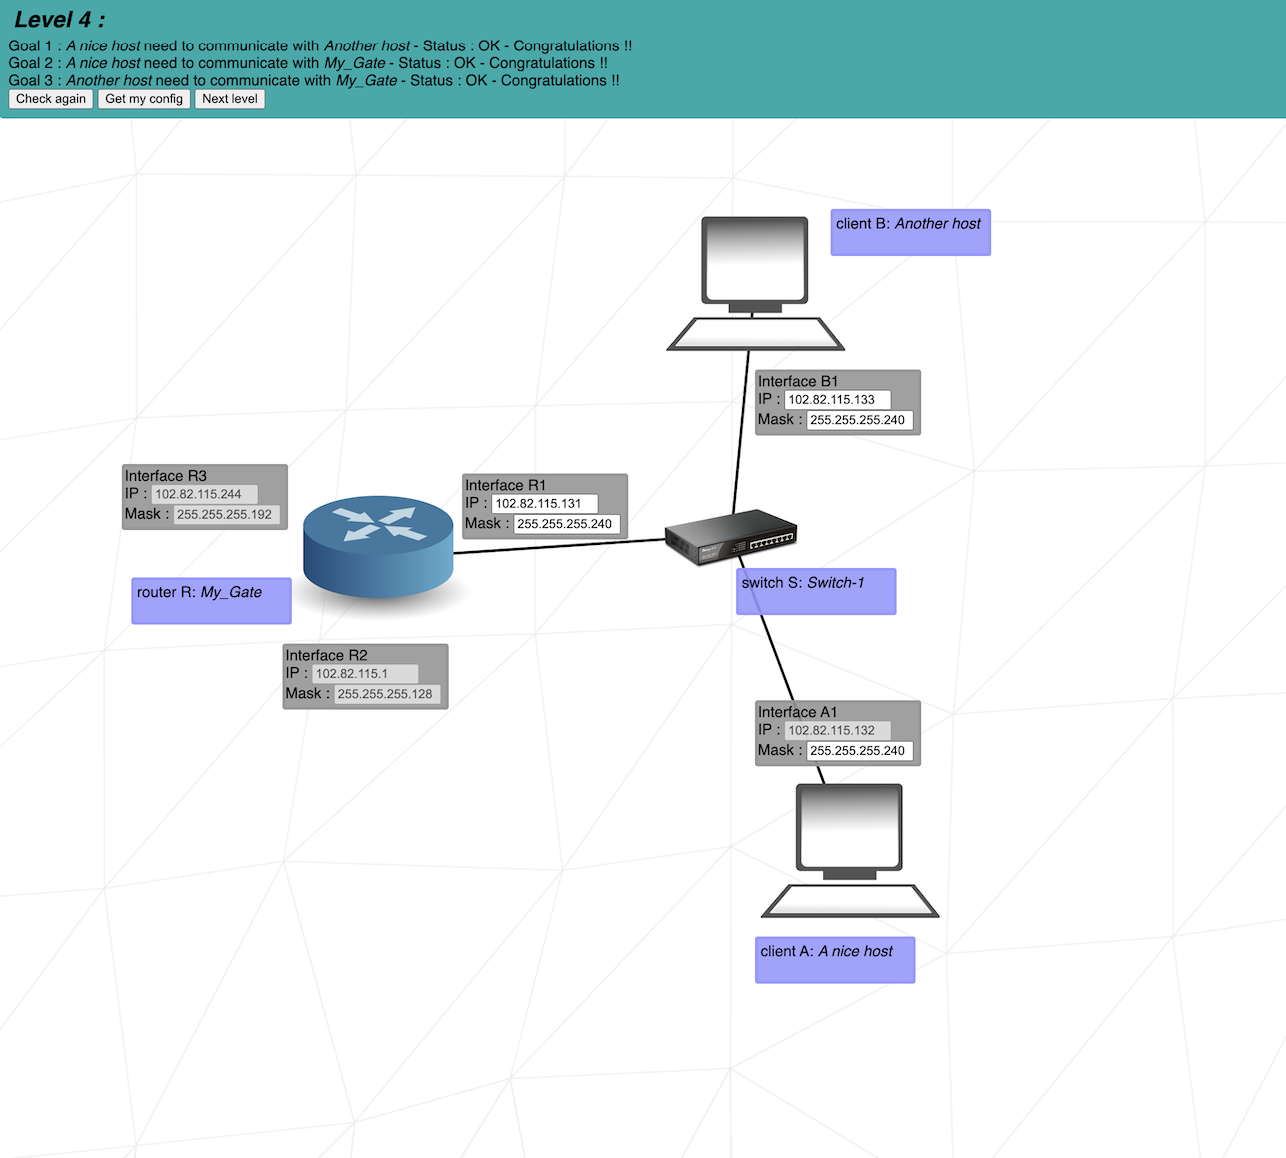 Level 4 :
Goal 1 : A nice host need to communicate with Another host - Status : OK - Congratulations !!
Goal 2 : A nice host need to communicate with My_Gate - Status : OK - Congratulations !!
Goal 3 : Another host need to communicate with My_Gate - Status : OK - Congratulations !!
Check again Get my config Next level
client B: Another host
Interface B1
IP : 102.82.115.133
Mask : 255.255.255.240
Interface R3
IP : 102.82.115.244
Mask : 255.255.255.192
Interface R1
IP : 102.82.115.131
Mask : 255.255.255.240
router R: My_Gate
switch S: Switch-1
Interface R2
IP : 102.82.115.1
Mask : 255.255.255.128
Interface A1
IP : 102.82.115.132
Mask : 255.255.255.240
client A: A nice host